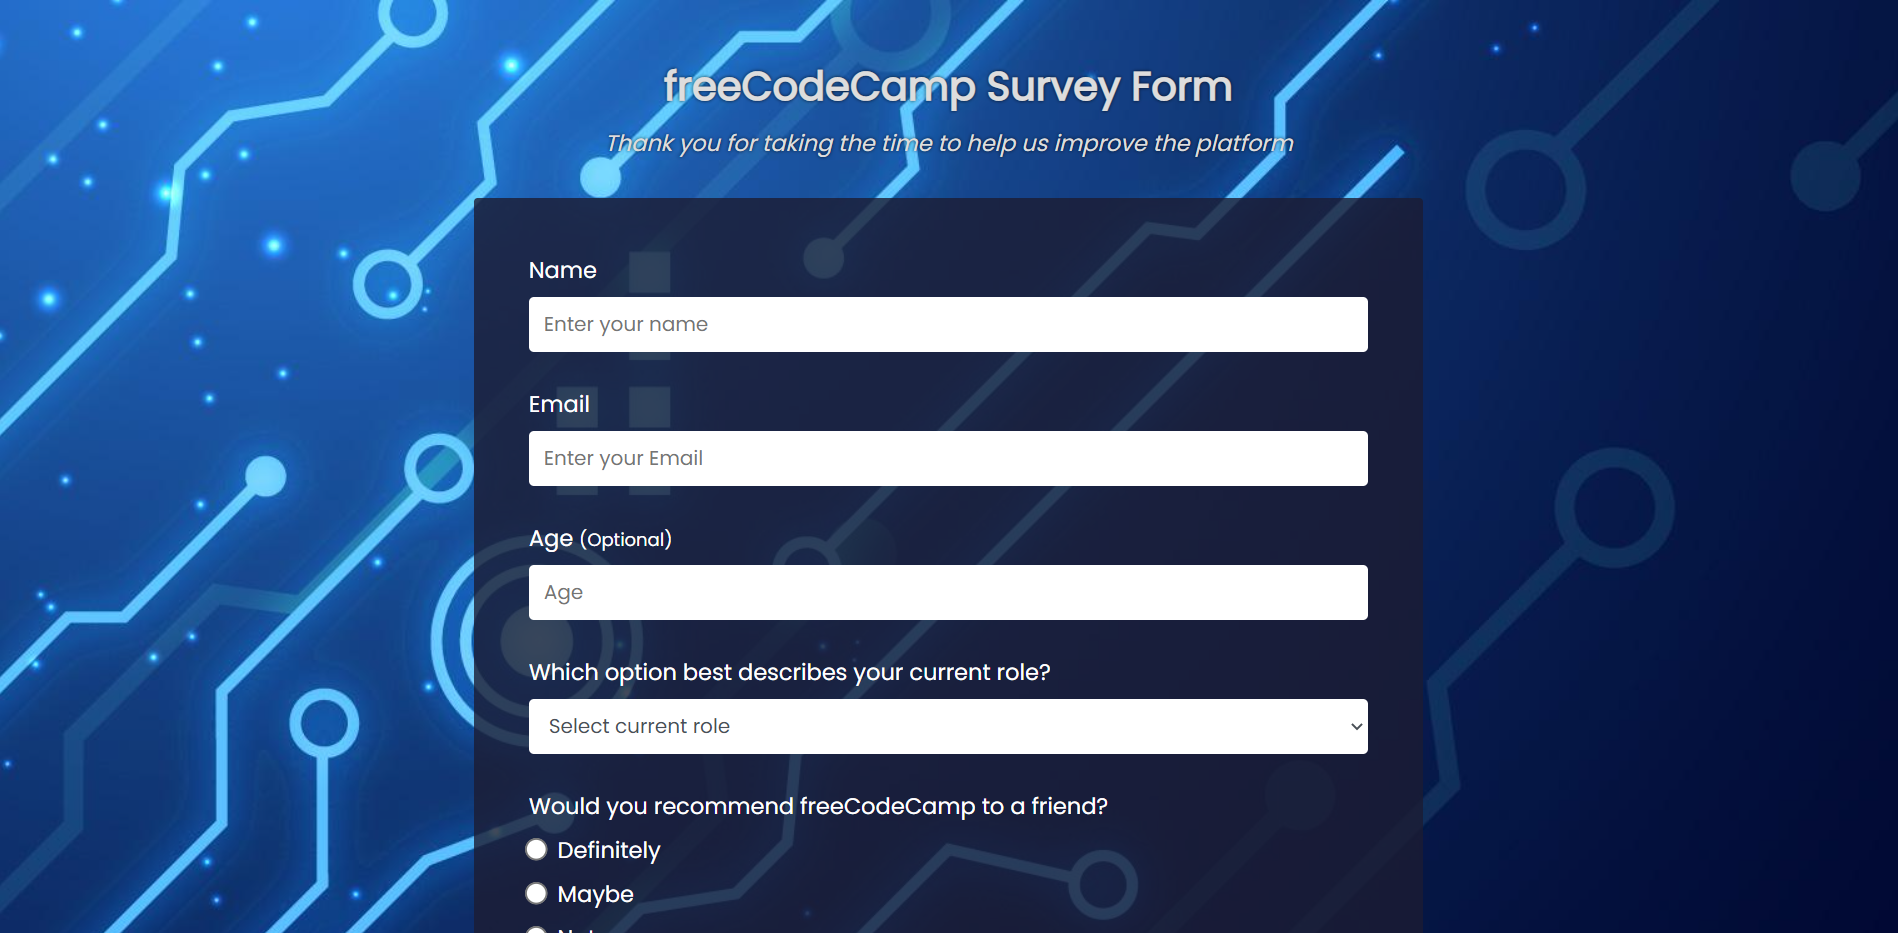 freeCodeCamp Survey Form
Thank you for taking the time to help us improve the platform
Name
Enter your name
Email
Enter your Email
Age (Optional)
Age
Which option best describes your current role?
Select current role
Would you recommend freeCodeCamp to a friend?
Definitely
Maybe